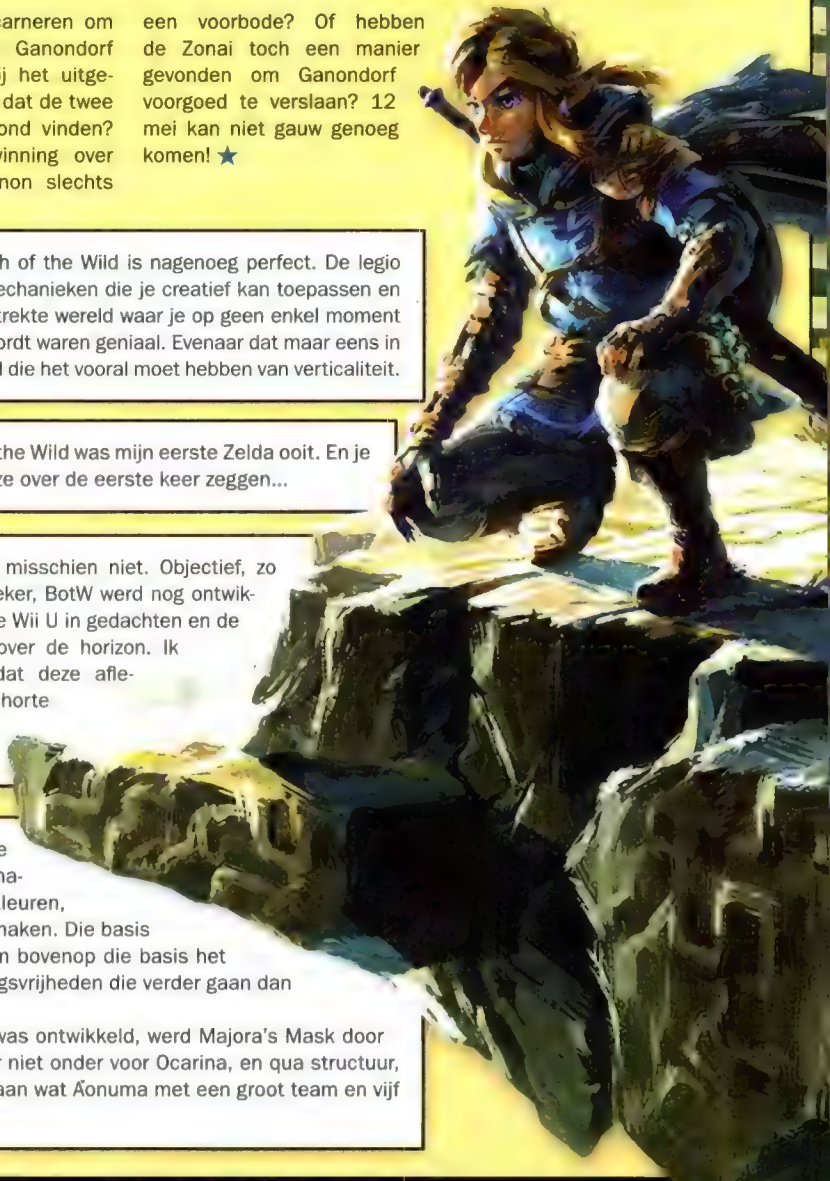 carneren om
Ganondorf
ij het uitge-
dat de twee
ond vinden?
winning over
non slechts
een voorbode? Of hebben
de Zonai toch een manier
gevonden om Ganondorf
voorgoed te verslaan? 12
mei kan niet gauw genoeg
komen! ★
h of the Wild is nagenoeg perfect. De legio
echanieken die je creatief kan toepassen en
trekte wereld waar je op geen enkel moment
ordt waren geniaal. Evenaar dat maar eens in
l die het vooral moet hebben van verticaliteit.
the Wild was mijn eerste Zelda ooit. En je
ze over de eerste keer zeggen...
misschien niet. Objectief, zo
eker, BotW werd nog ontwik-
e Wii U in gedachten en de
over de horizon. Ik
dat deze afle-
horte
e
na-
leuren,
maken. Die basis
m bovenop die basis het
gsvrijheden die verder gaan dan
was ontwikkeld, werd Majora's Mask door
r niet onder voor Ocarina, en qua structuur,
aan wat Aonuma met een groot team en vijf